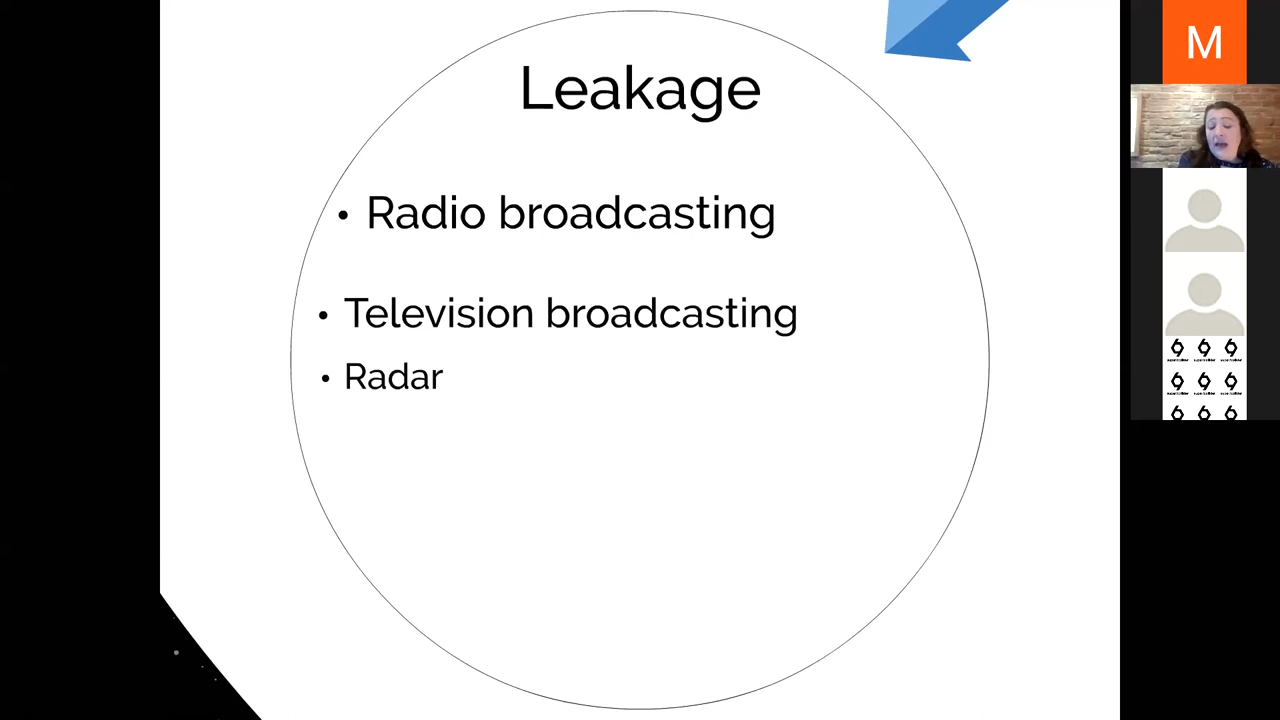 Leakage
M
• Radio broadcasting
• Television broadcasting
• Radar